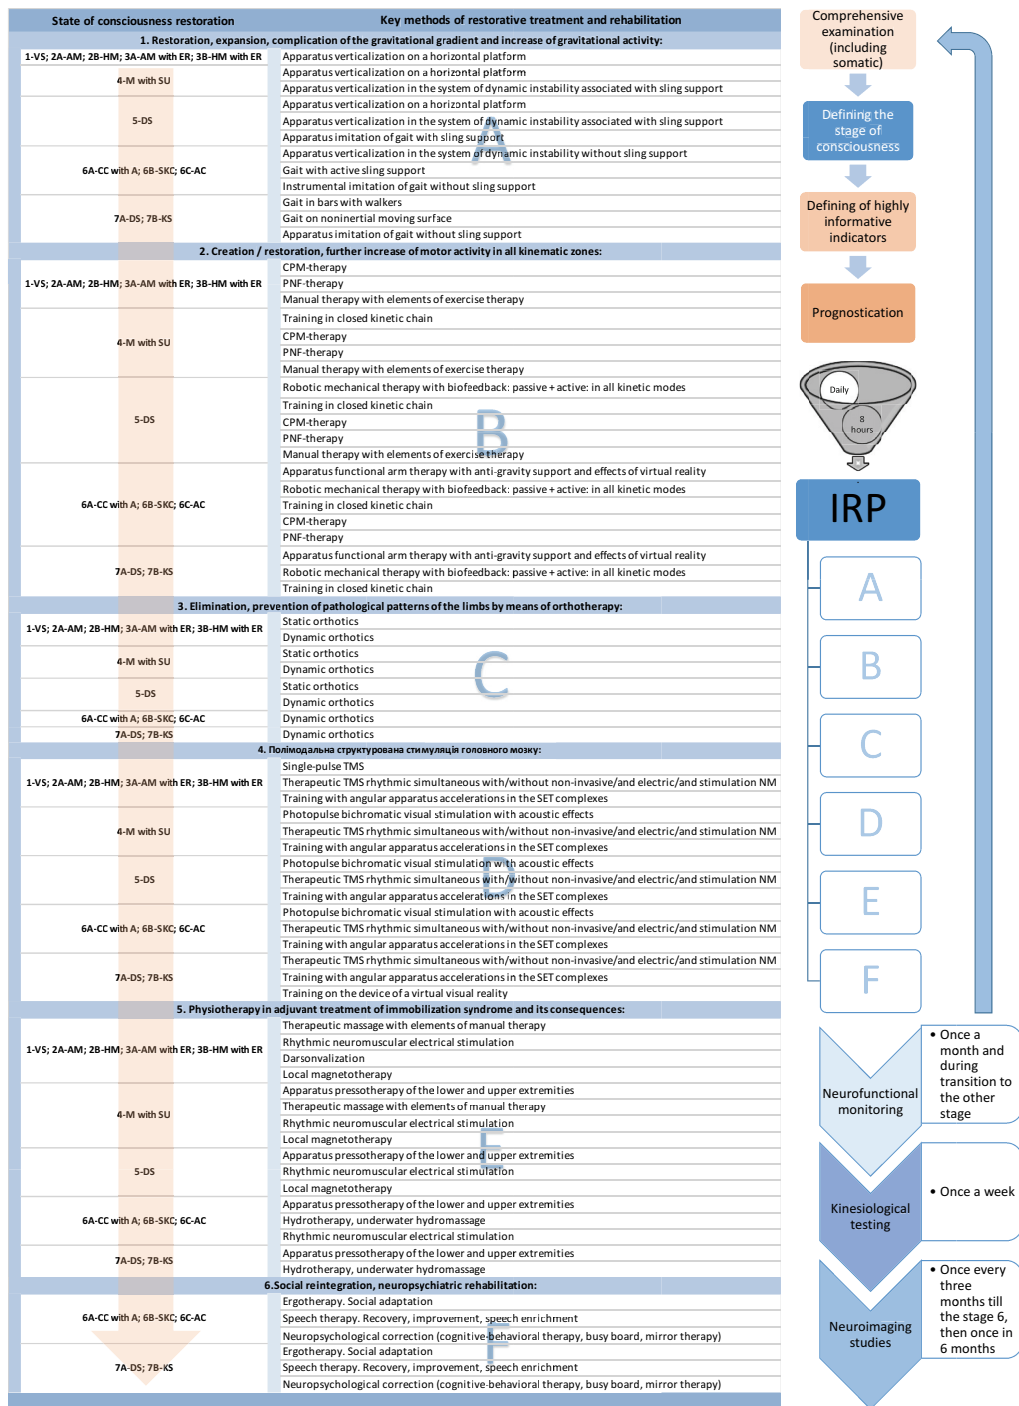 State of consciousness restoration
Key methods of restorative treatment and rehabilitation
1. Restoration, expansion, complication of the gravitational gradient and increase of gravitational activity:
1-VS; 2A-AM; 2B-HM; 3A-AM with ER; 3B-HM with ER
Apparatus verticalization on a horizontal platform
4-M with SU
Apparatus verticalization on a horizontal platform
Apparatus verticalization in the system of dynamic instability associated with sling support
5-DS
Apparatus verticalization on a horizontal platform
Apparatus verticalization in the system of dynamic instability associated with sling support
Apparatus imitation of gait with sling support
A
6A-CC with A; 6B-SKC; 6C-AC
Apparatus verticalization in the system of dynamic instability without sling support
Gait with active sling support
Instrumental imitation of gait without sling support
7A-DS; 7B-KS
Gait in bars with walkers
Gait on noninertial moving surface
Apparatus imitation of gait without sling support
2. Creation / restoration, further increase of motor activity in all kinematic zones:
1-VS; 2A-AM; 2B-HM; 3A-AM with ER; 3B-HM with ER
CPM-therapy
PNF-therapy
Manual therapy with elements of exercise therapy
4-M with SU
Training in closed kinetic chain
CPM-therapy
PNF-therapy
Manual therapy with elements of exercise therapy
5-DS
Robotic mechanical therapy with biofeedback: passive + active: in all kinetic modes
Training in closed kinetic chain
CPM-therapy
PNF-therapy
Manual therapy with elements of exercise therapy
B
6A-CC with A; 6B-SKC; 6C-AC
Apparatus functional arm therapy with anti-gravity support and effects of virtual reality
Robotic mechanical therapy with biofeedback: passive + active: in all kinetic modes
Training in closed kinetic chain
CPM-therapy
PNF-therapy
7A-DS; 7B-KS
Apparatus functional arm therapy with anti-gravity support and effects of virtual reality
Robotic mechanical therapy with biofeedback: passive + active: in all kinetic modes
Training in closed kinetic chain
3. Elimination, prevention of pathological patterns of the limbs by means of orthotherapy:
1-VS; 2A-AM; 2B-HM; 3A-AM with ER; 3B-HM with ER
Static orthotics
Dynamic orthotics
4-M with SU
Static orthotics
Dynamic orthotics
C
5-DS
Static orthotics
Dynamic orthotics
6A-CC with A; 6B-SKC; 6C-AC
Dynamic orthotics
7A-DS; 7B-KS
Dynamic orthotics
4. Полімодальна структурована стимуляція головного мозку:
1-VS; 2A-AM; 2B-HM; 3A-AM with ER; 3B-HM with ER
Single-pulse TMS
Therapeutic TMS rhythmic simultaneous with/without non-invasive/and electric/and stimulation NM
Training with angular apparatus accelerations in the SET complexes
4-M with SU
Photopulse bichromatic visual stimulation with acoustic effects
Therapeutic TMS rhythmic simultaneous with/without non-invasive/and electric/and stimulation NM
Training with angular apparatus accelerations in the SET complexes
5-DS
Photopulse bichromatic visual stimulation with acoustic effects
Therapeutic TMS rhythmic simultaneous with/without non-invasive/and electric/and stimulation NM
Training with angular apparatus accelerations in the SET complexes
D
6A-CC with A; 6B-SKC; 6C-AC
Photopulse bichromatic visual stimulation with acoustic effects
Therapeutic TMS rhythmic simultaneous with/without non-invasive/and electric/and stimulation NM
Training with angular apparatus accelerations in the SET complexes
7A-DS; 7B-KS
Therapeutic TMS rhythmic simultaneous with/without non-invasive/and electric/and stimulation NM
Training with angular apparatus accelerations in the SET complexes
Training on the device of a virtual visual reality
5. Physiotherapy in adjuvant treatment of immobilization syndrome and its consequences:
1-VS; 2A-AM; 2B-HM; 3A-AM with ER; 3B-HM with ER
Therapeutic massage with elements of manual therapy
Rhythmic neuromuscular electrical stimulation
Darsonvalization
Local magnetotherapy
4-M with SU
Apparatus pressotherapy of the lower and upper extremities
Therapeutic massage with elements of manual therapy
Rhythmic neuromuscular electrical stimulation
Local magnetotherapy
E
5-DS
Apparatus pressotherapy of the lower and upper extremities
Rhythmic neuromuscular electrical stimulation
Local magnetotherapy
6A-CC with A; 6B-SKC; 6C-AC
Apparatus pressotherapy of the lower and upper extremities
Hydrotherapy, underwater hydromassage
Rhythmic neuromuscular electrical stimulation
7A-DS; 7B-KS
Apparatus pressotherapy of the lower and upper extremities
Hydrotherapy, underwater hydromassage
6.Social reintegration, neuropsychiatric rehabilitation:
6A-CC with A; 6B-SKC; 6C-AC
Ergotherapy. Social adaptation
Speech therapy. Recovery, improvement, speech enrichment
Neuropsychological correction (cognitive-behavioral therapy, busy board, mirror therapy)
F
7A-DS; 7B-KS
Ergotherapy. Social adaptation
Speech therapy. Recovery, improvement, speech enrichment
Neuropsychological correction (cognitive-behavioral therapy, busy board, mirror therapy)
Comprehensive
examination
(including
somatic)
Defining the
stage of
consciousness
Defining of highly
informative
indicators
Prognostication
Daily
8
hours
IRP
A
B
C
D
E
F
Neurofunctional
monitoring
• Once a
month and
during
transition to
the other
stage
Kinesiological
testing
• Once a week
Neuroimaging
studies
• Once every
three
months till
the stage 6,
then once in
6 months